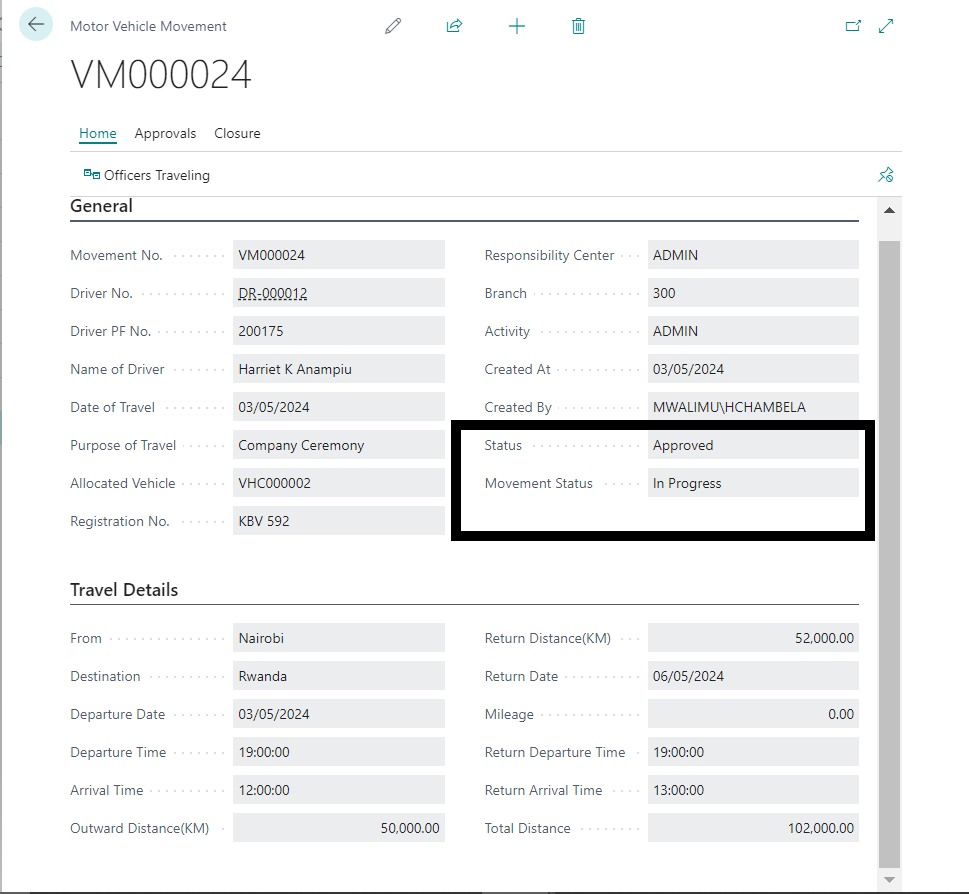 Motor Vehicle Movement
VM000024
Home Approvals Closure
Officers Traveling
General
Movement No. VM000024
Driver No. DR-000012
Driver PF No. 200175
Name of Driver Harriet K Anampiu
Date of Travel 03/05/2024
Purpose of Travel Company Ceremony
Allocated Vehicle VHC000002
Registration No. KBV 592
Responsibility Center ADMIN
Branch 300
Activity ADMIN
Created At 03/05/2024
Created By MWALIMU\HCHAMBELA
Status Approved
Movement Status In Progress
Travel Details
From Nairobi
Destination Rwanda
Departure Date 03/05/2024
Departure Time 19:00:00
Arrival Time 12:00:00
Outward Distance(KM) 50,000.00
Return Distance(KM) 52,000.00
Return Date 06/05/2024
Mileage 0.00
Return Departure Time 19:00:00
Return Arrival Time 13:00:00
Total Distance 102,000.00